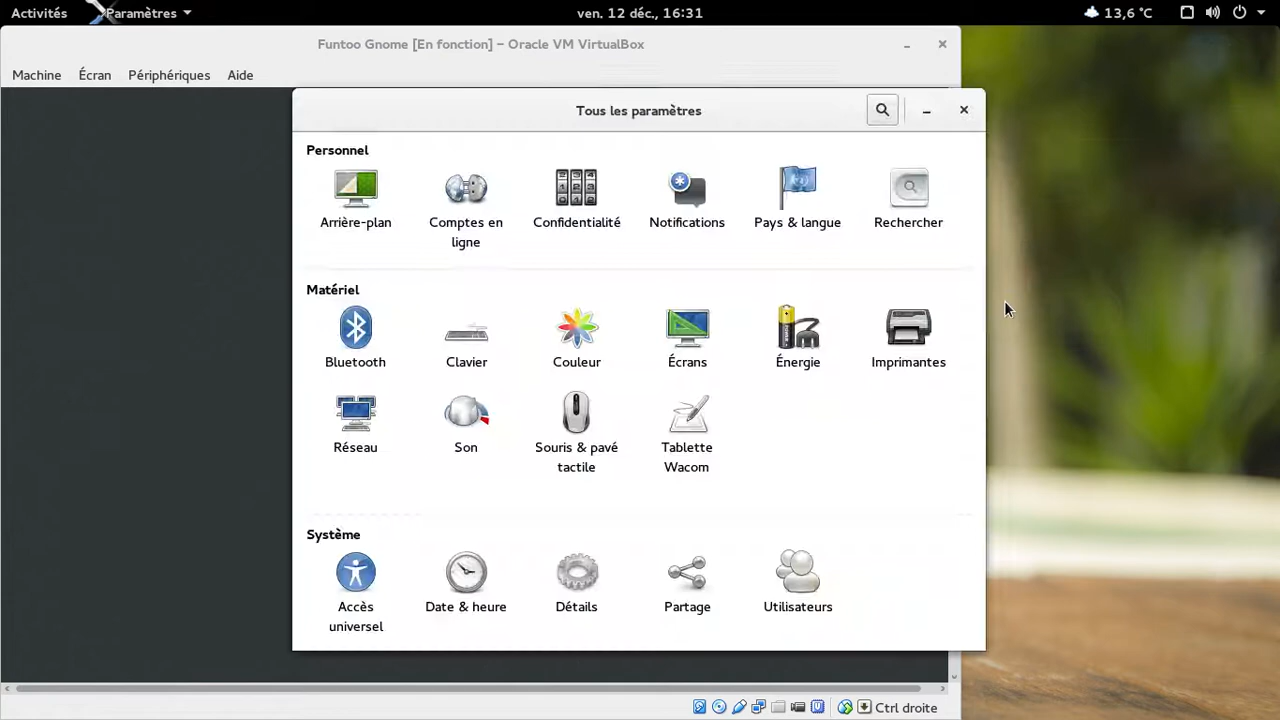 Activités Paramètres ven. 12 déc., 16:31 13,6 °C
Funtoo Gnome [En fonction] – Oracle VM VirtualBox
Machine Écran Périphériques Aide
Tous les paramètres
Personnel
Arrière-plan
Comptes en
ligne
Confidentialité
Notifications
Pays & langue
Rechercher
Matériel
Bluetooth
Clavier
Couleur
Écrans
Énergie
Imprimantes
Réseau
Son
Souris & pavé
tactile
Tablette
Wacom
Système
Accès
universel
Date & heure
Détails
Partage
Utilisateurs
Ctrl droite